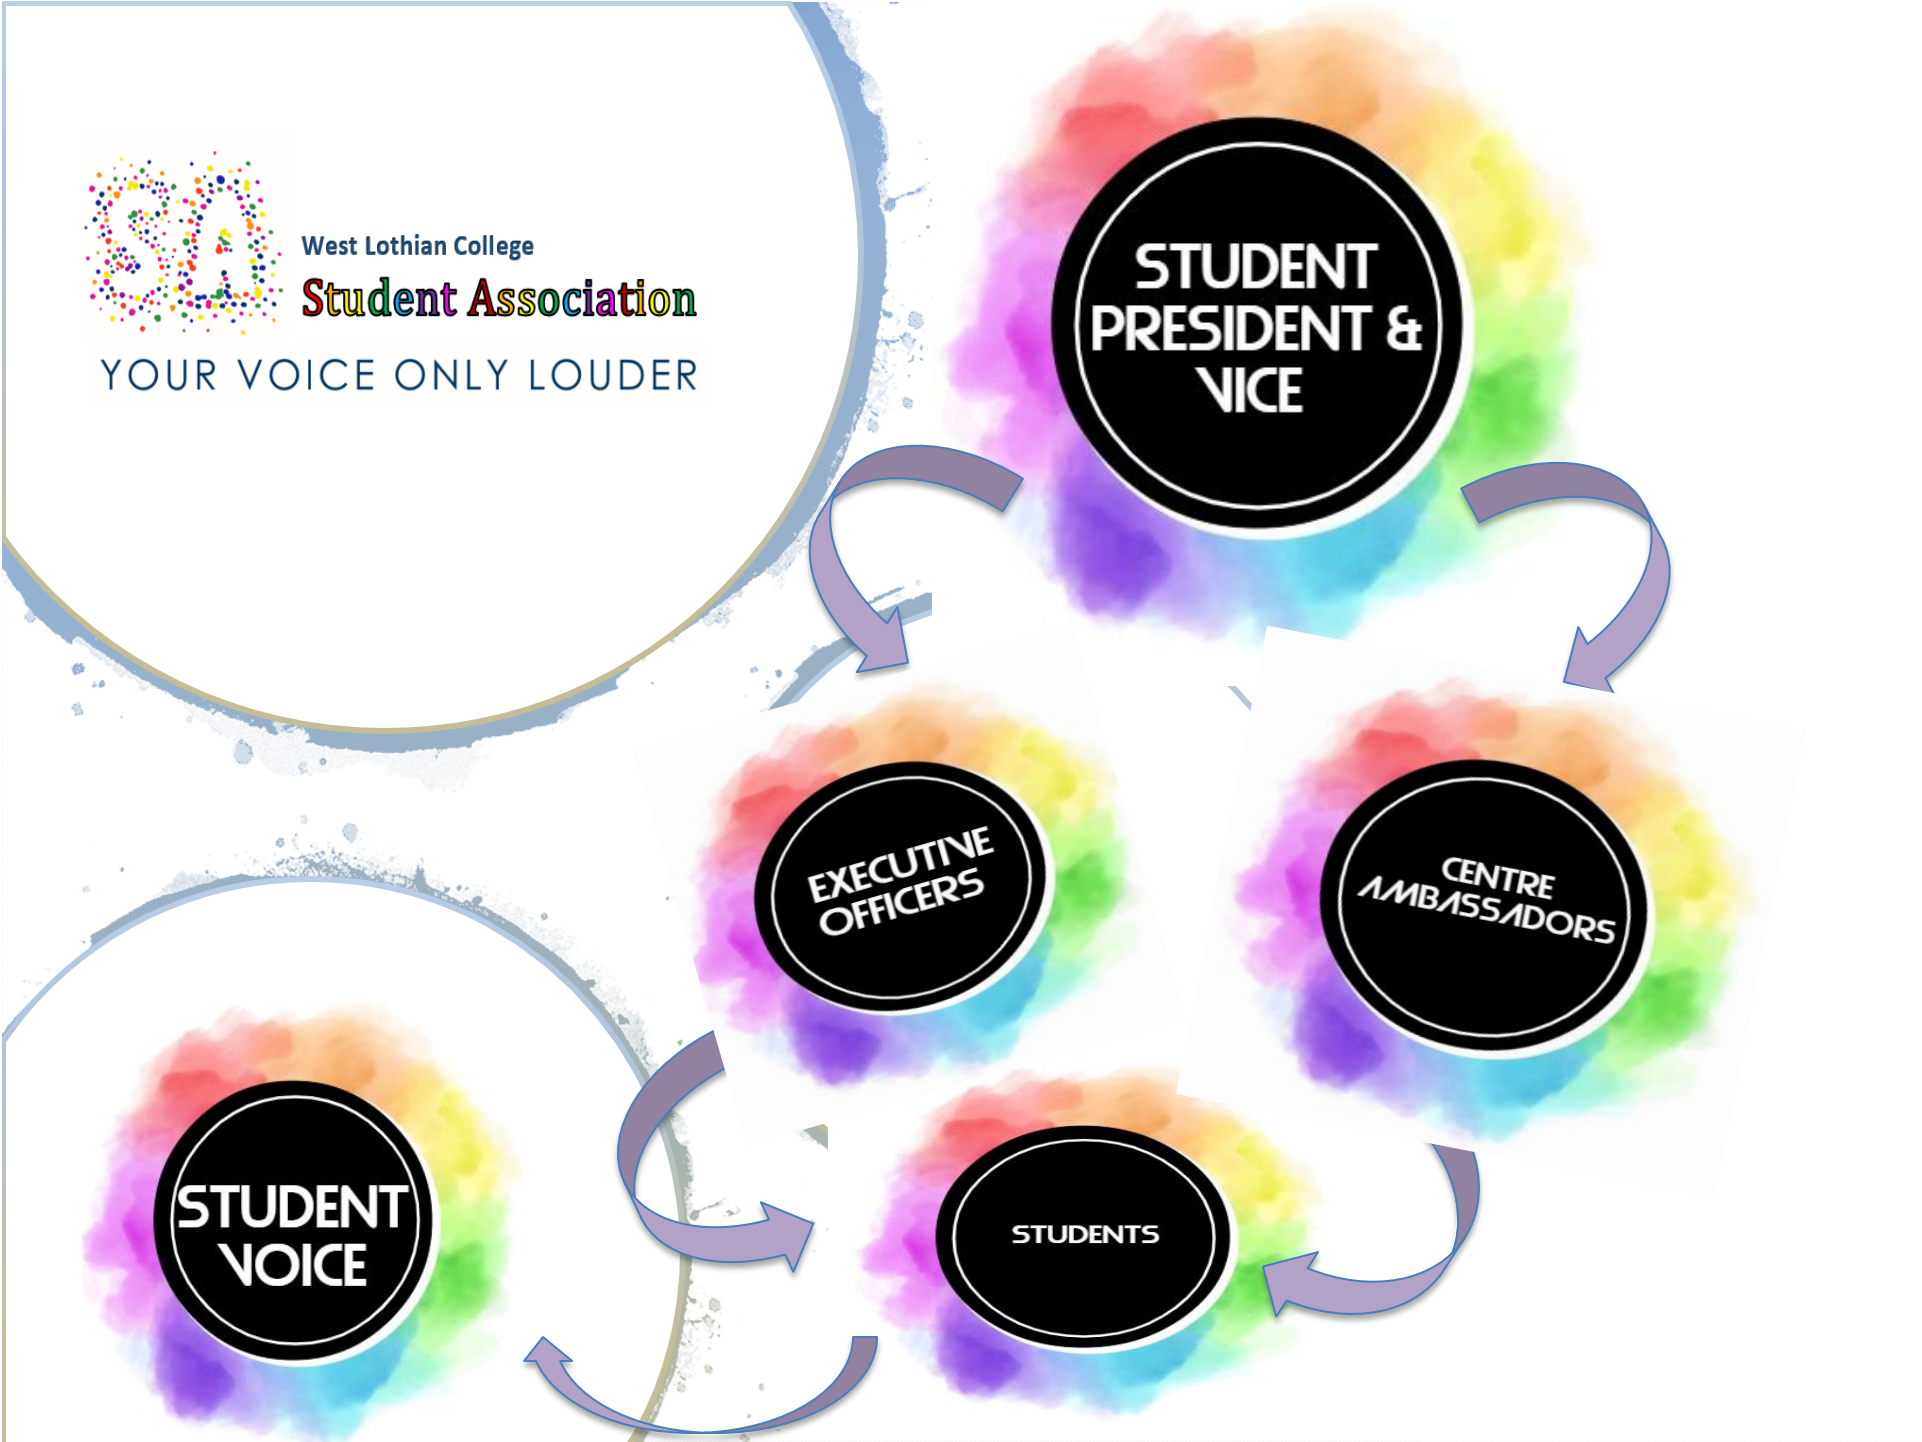 SA
West Lothian College
Student Association
YOUR VOICE ONLY LOUDER
STUDENT
PRESIDENT &
VICE
EXECUTIVE
OFFICERS
CENTRE
AMBASSADORS
STUDENTS
STUDENT
VOICE